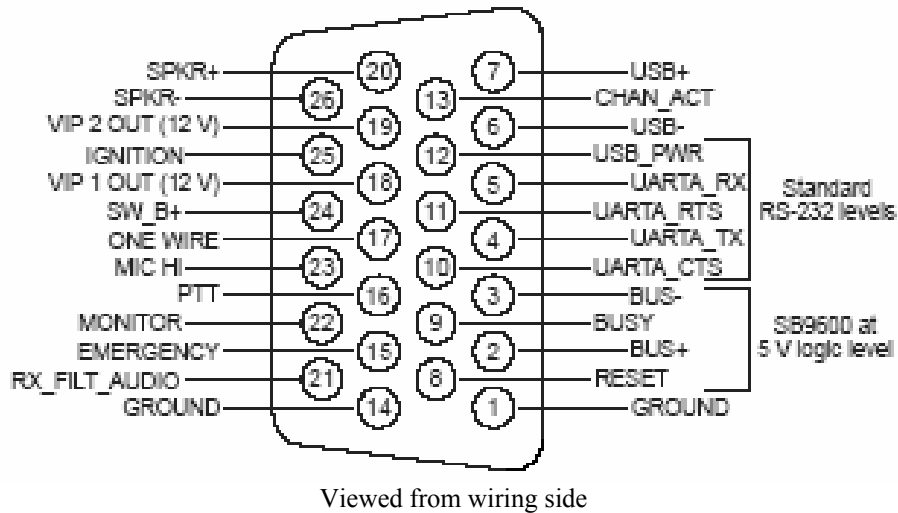 SPKR+ 20 7 USB+
SPKR- 26 13 CHAN_ACT
VIP 2 OUT (12 V) 19 6 USB-
IGNITION 25 12 USB_PWR
VIP 1 OUT (12 V) 18 5 UARTA_RX
SW_B+ 24 11 UARTA_RTS
ONE WIRE 17 4 UARTA_TX
MIC HI 23 10 UARTA_CTS
PTT 16 3 BUS-
MONITOR 22 9 BUSY
EMERGENCY 15 2 BUS+
RX_FILT_AUDIO 21 8 RESET
GROUND 14 1 GROUND
Standard
RS-232 levels
SB9600 at
5 V logic level
Viewed from wiring side